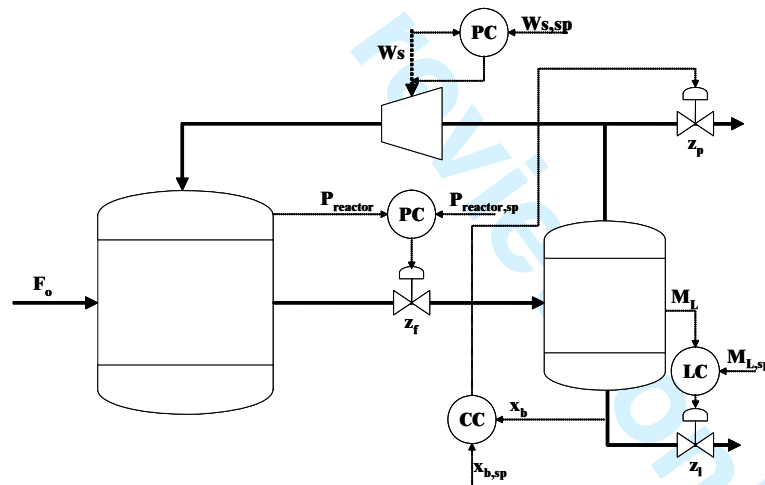 PC
Ws,sp
Ws
zp
Preactor
PC
Preactor,sp
Fo
zf
ML
LC
ML,sp
CC
xb
zl
xb,sp